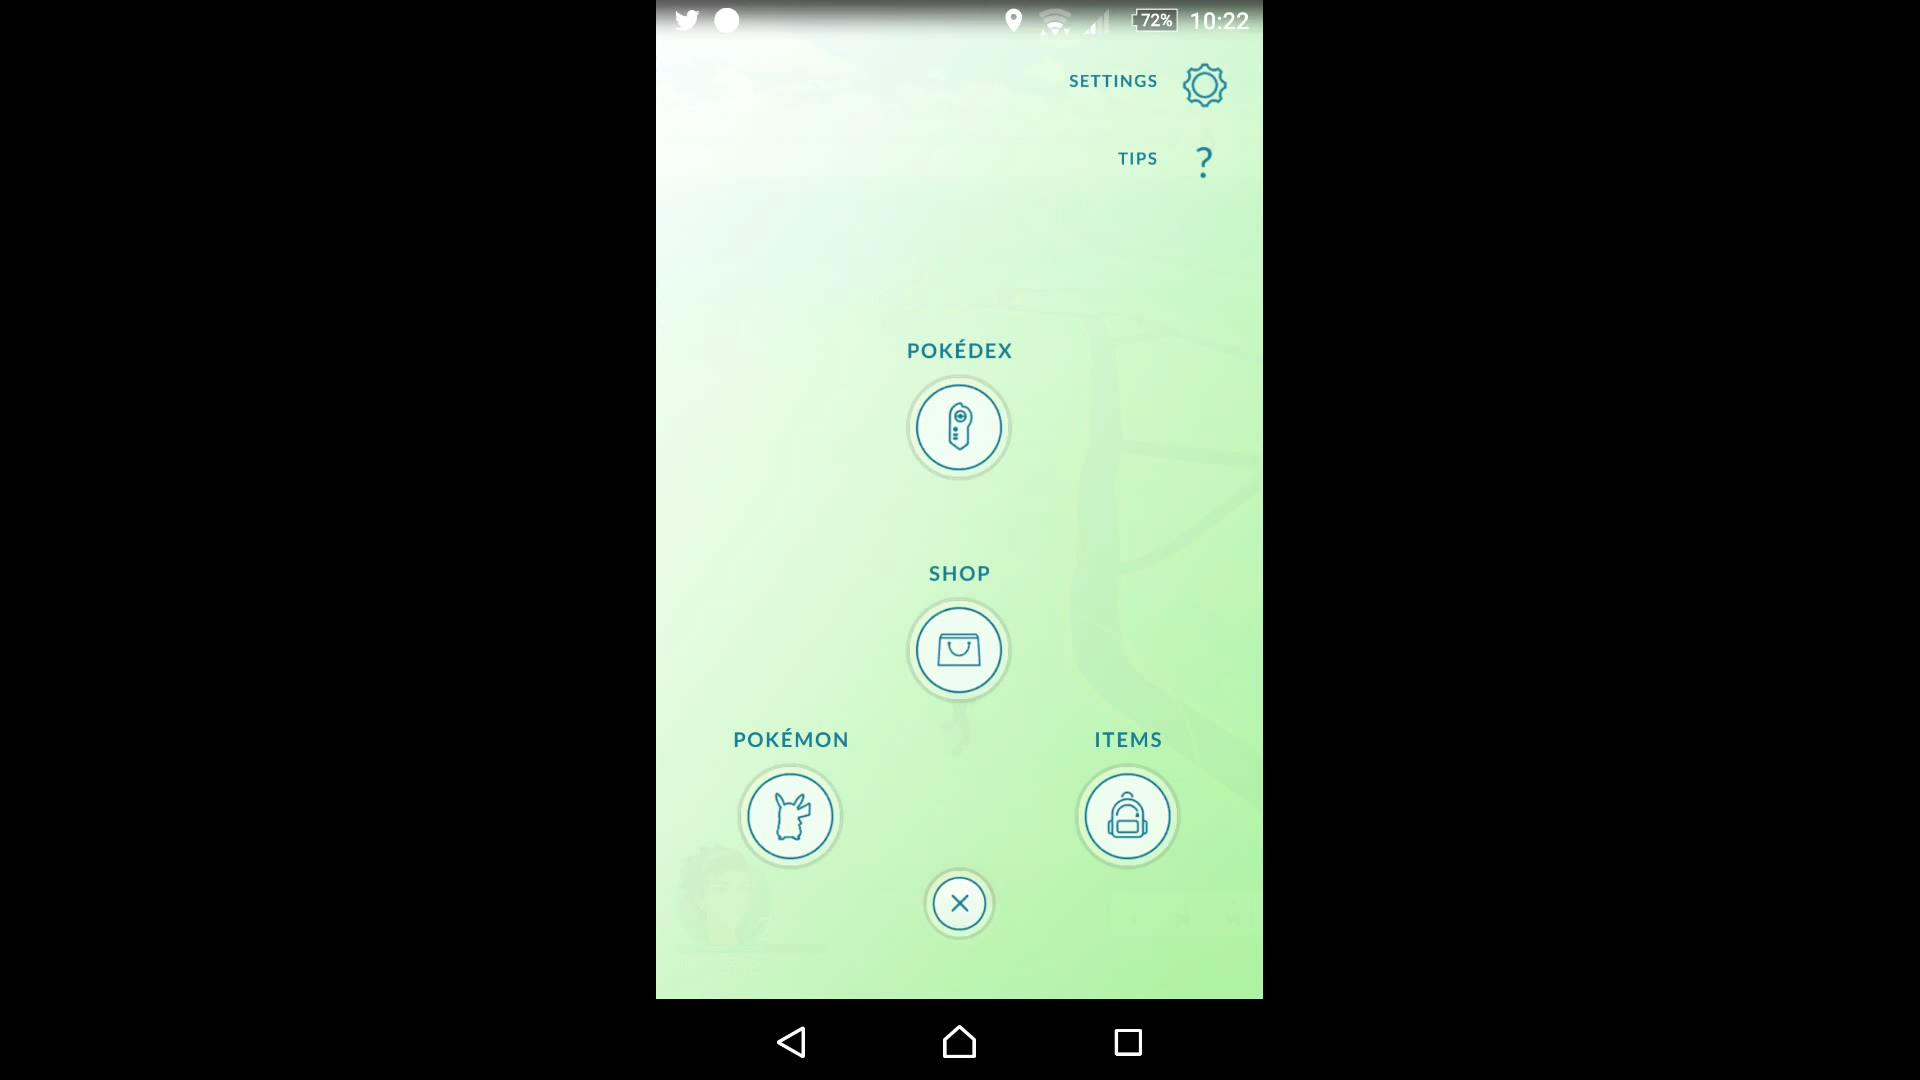 72% 10:22
SETTINGS
TIPS ?
POKÉDEX
SHOP
POKÉMON ITEMS